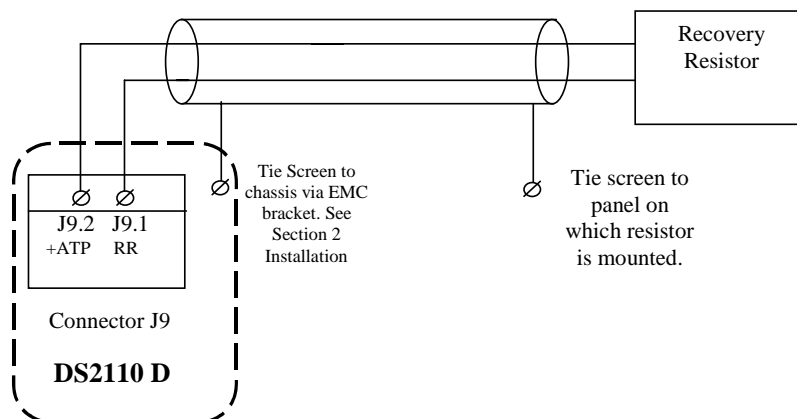 Recovery
Resistor
Tie Screen to
chassis via EMC
bracket. See
Section 2
Installation
Tie screen to
panel on
which resistor
is mounted.
J9.2 J9.1
+ATP RR
Connector J9
DS2110 D